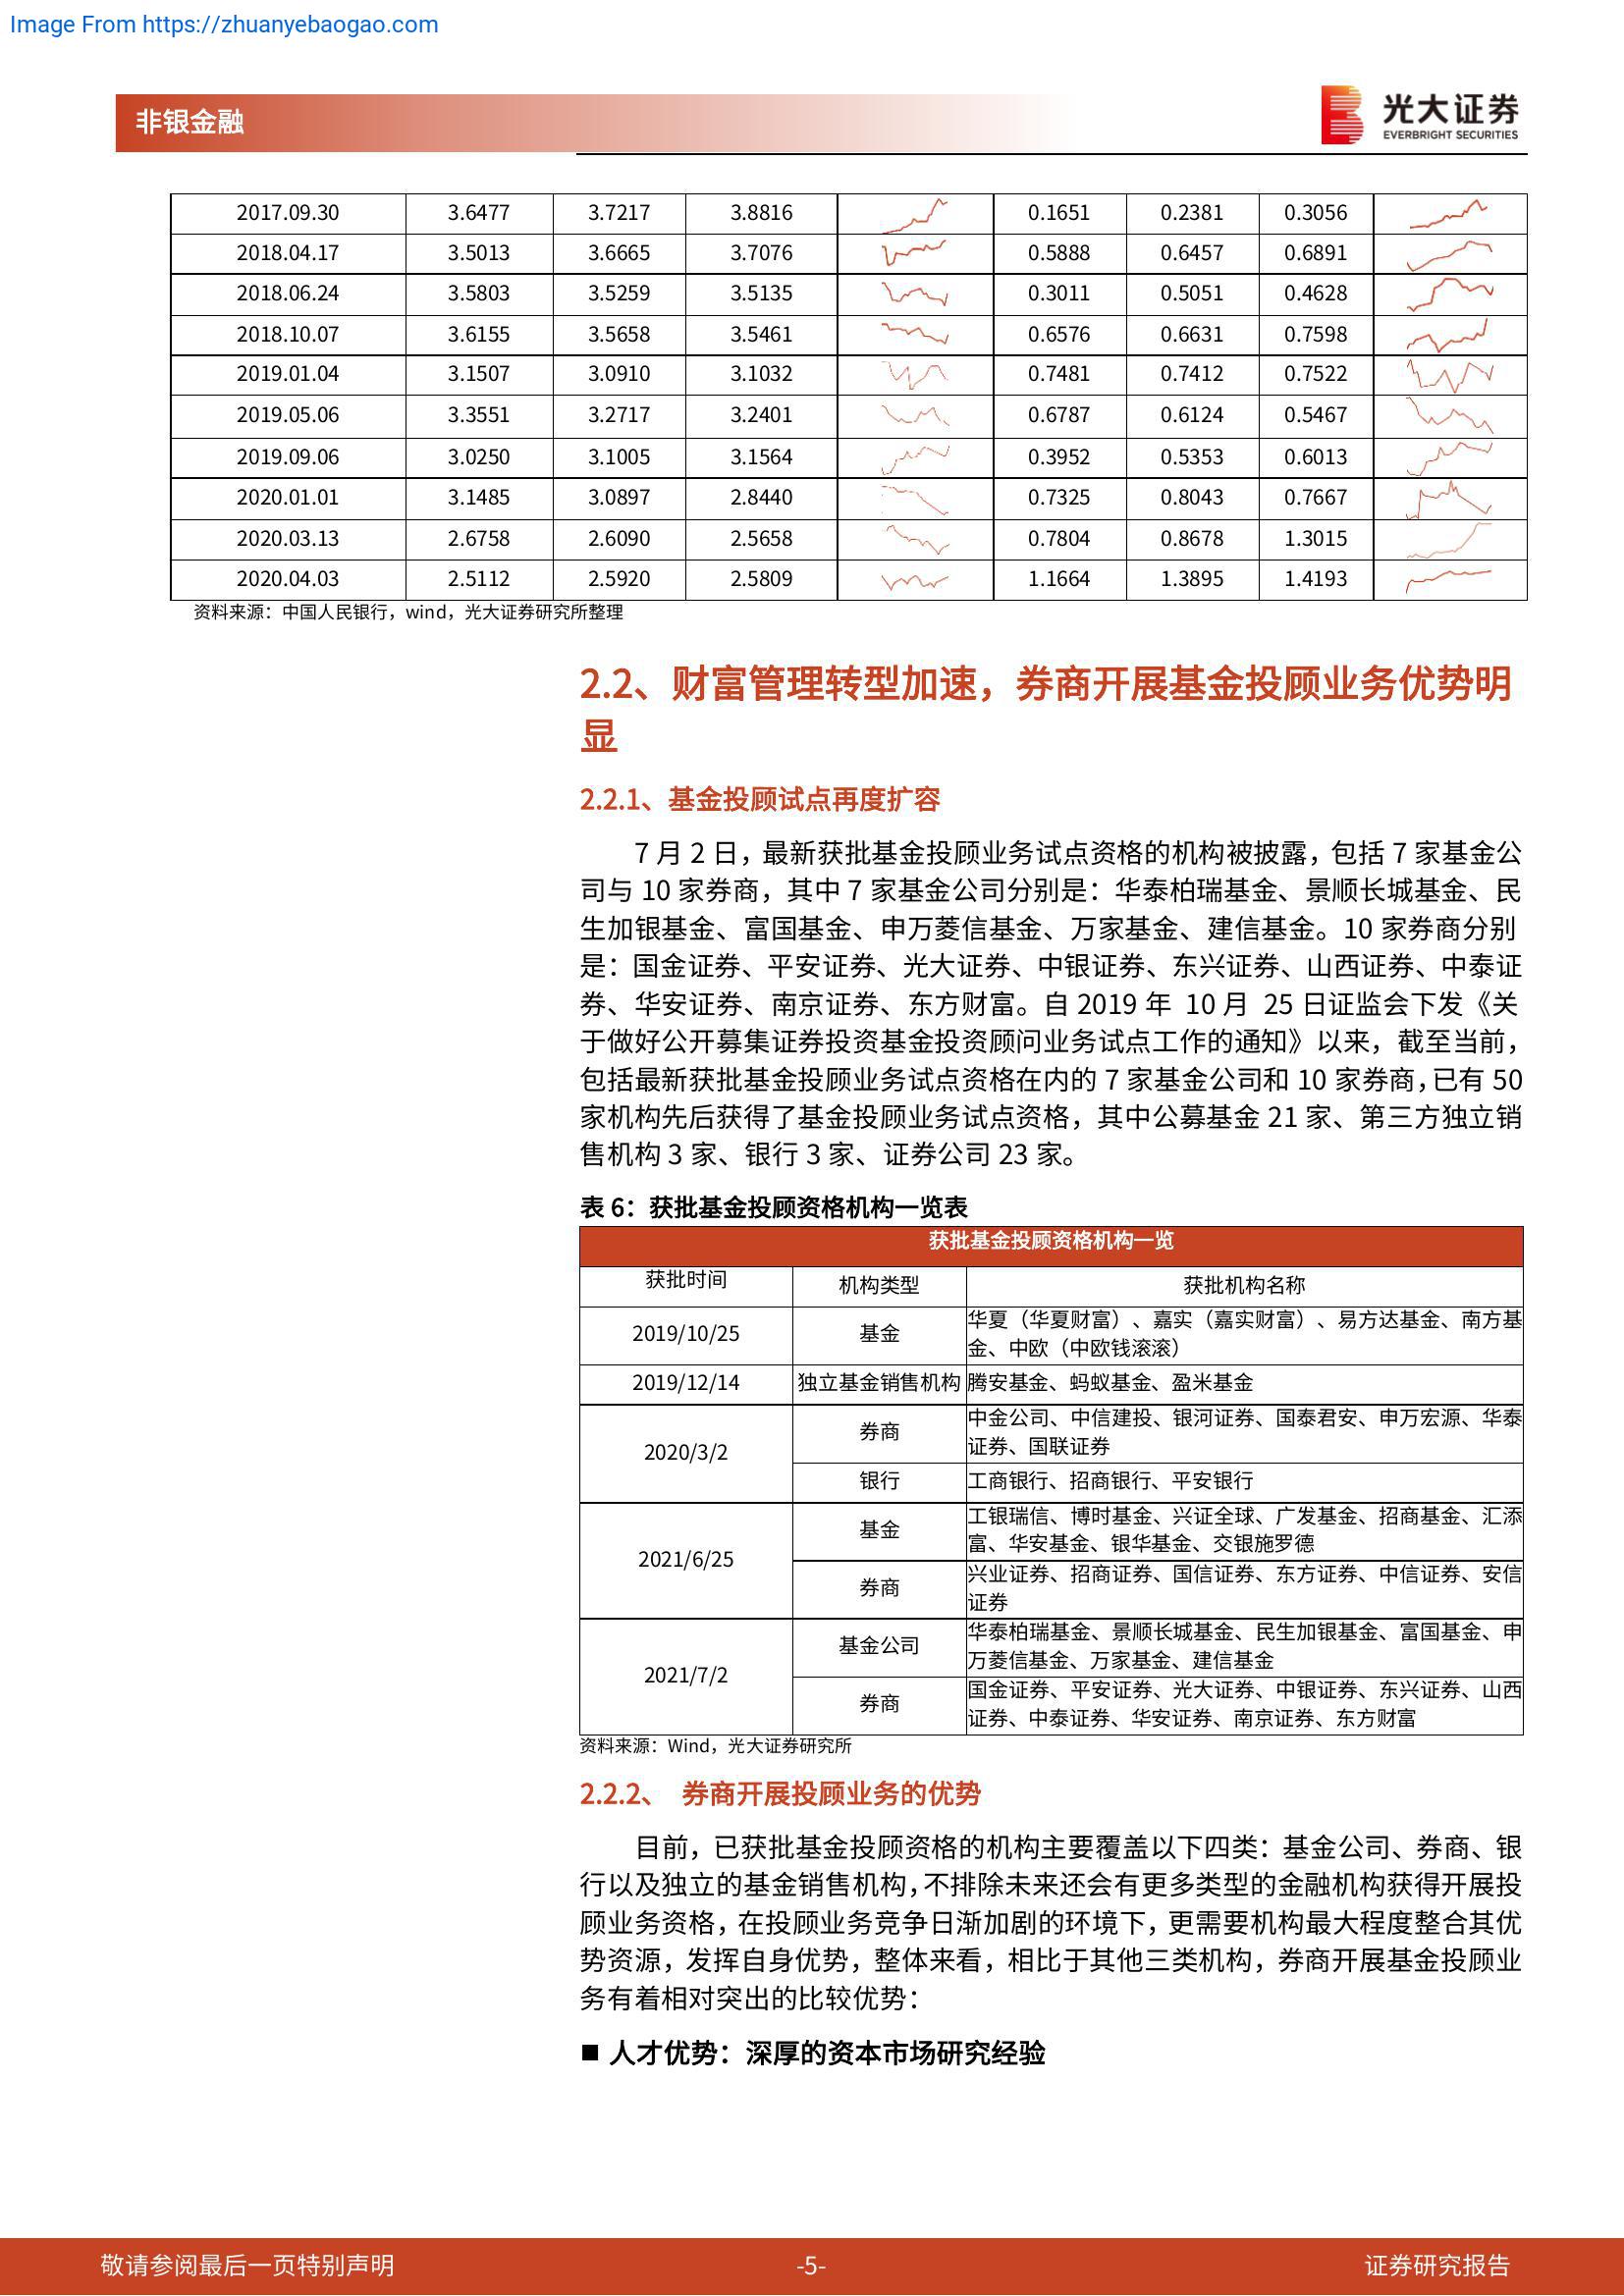 Image From https://zhuanyebaogao.com
非银金融
光大证券
EVERBRIGHT SECURITIES
2017.09.30 3.6477 3.7217 3.8816 0.1651 0.2381 0.3056
2018.04.17 3.5013 3.6665 3.7076 0.5888 0.6457 0.6891
2018.06.24 3.5803 3.5259 3.5135 0.3011 0.5051 0.4628
2018.10.07 3.6155 3.5658 3.5461 0.6576 0.6631 0.7598
2019.01.04 3.1507 3.0910 3.1032 0.7481 0.7412 0.7522
2019.05.06 3.3551 3.2717 3.2401 0.6787 0.6124 0.5467
2019.09.06 3.0250 3.1005 3.1564 0.3952 0.5353 0.6013
2020.01.01 3.1485 3.0897 2.8440 0.7325 0.8043 0.7667
2020.03.13 2.6758 2.6090 2.5658 0.7804 0.8678 1.3015
2020.04.03 2.5112 2.5920 2.5809 1.1664 1.3895 1.4193
资料来源：中国人民银行，wind，光大证券研究所整理
2.2、财富管理转型加速，券商开展基金投顾业务优势明
显
2.2.1、基金投顾试点再度扩容
7 月 2 日，最新获批基金投顾业务试点资格的机构被披露，包括 7 家基金公
司与 10 家券商，其中 7 家基金公司分别是：华泰柏瑞基金、景顺长城基金、民
生加银基金、富国基金、申万菱信基金、万家基金、建信基金。10 家券商分别
是：国金证券、平安证券、光大证券、中银证券、东兴证券、山西证券、中泰证
券、华安证券、南京证券、东方财富。自 2019 年 10 月 25 日证监会下发《关
于做好公开募集证券投资基金投资顾问业务试点工作的通知》以来，截至当前，
包括最新获批基金投顾业务试点资格在内的 7 家基金公司和 10 家券商，已有 50
家机构先后获得了基金投顾业务试点资格，其中公募基金 21 家、第三方独立销
售机构 3 家、银行 3 家、证券公司 23 家。
表 6：获批基金投顾资格机构一览表
获批基金投顾资格机构一览
获批时间 机构类型 获批机构名称
2019/10/25 基金 华夏（华夏财富）、嘉实（嘉实财富）、易方达基金、南方基
金、中欧（中欧钱滚滚）
2019/12/14 独立基金销售机构 腾安基金、蚂蚁基金、盈米基金
2020/3/2 券商 中金公司、中信建投、银河证券、国泰君安、申万宏源、华泰
证券、国联证券
银行 工商银行、招商银行、平安银行
2021/6/25 基金 工银瑞信、博时基金、兴证全球、广发基金、招商基金、汇添
富、华安基金、银华基金、交银施罗德
券商 兴业证券、招商证券、国信证券、东方证券、中信证券、安信
证券
2021/7/2 基金公司 华泰柏瑞基金、景顺长城基金、民生加银基金、富国基金、申
万菱信基金、万家基金、建信基金
券商 国金证券、平安证券、光大证券、中银证券、东兴证券、山西
证券、中泰证券、华安证券、南京证券、东方财富
资料来源：Wind，光大证券研究所
2.2.2、 券商开展投顾业务的优势
目前，已获批基金投顾资格的机构主要覆盖以下四类：基金公司、券商、银
行以及独立的基金销售机构，不排除未来还会有更多类型的金融机构获得开展投
顾业务资格，在投顾业务竞争日渐加剧的环境下，更需要机构最大程度整合其优
势资源，发挥自身优势，整体来看，相比于其他三类机构，券商开展基金投顾业
务有着相对突出的比较优势：
■ 人才优势：深厚的资本市场研究经验
敬请参阅最后一页特别声明 -5- 证券研究报告